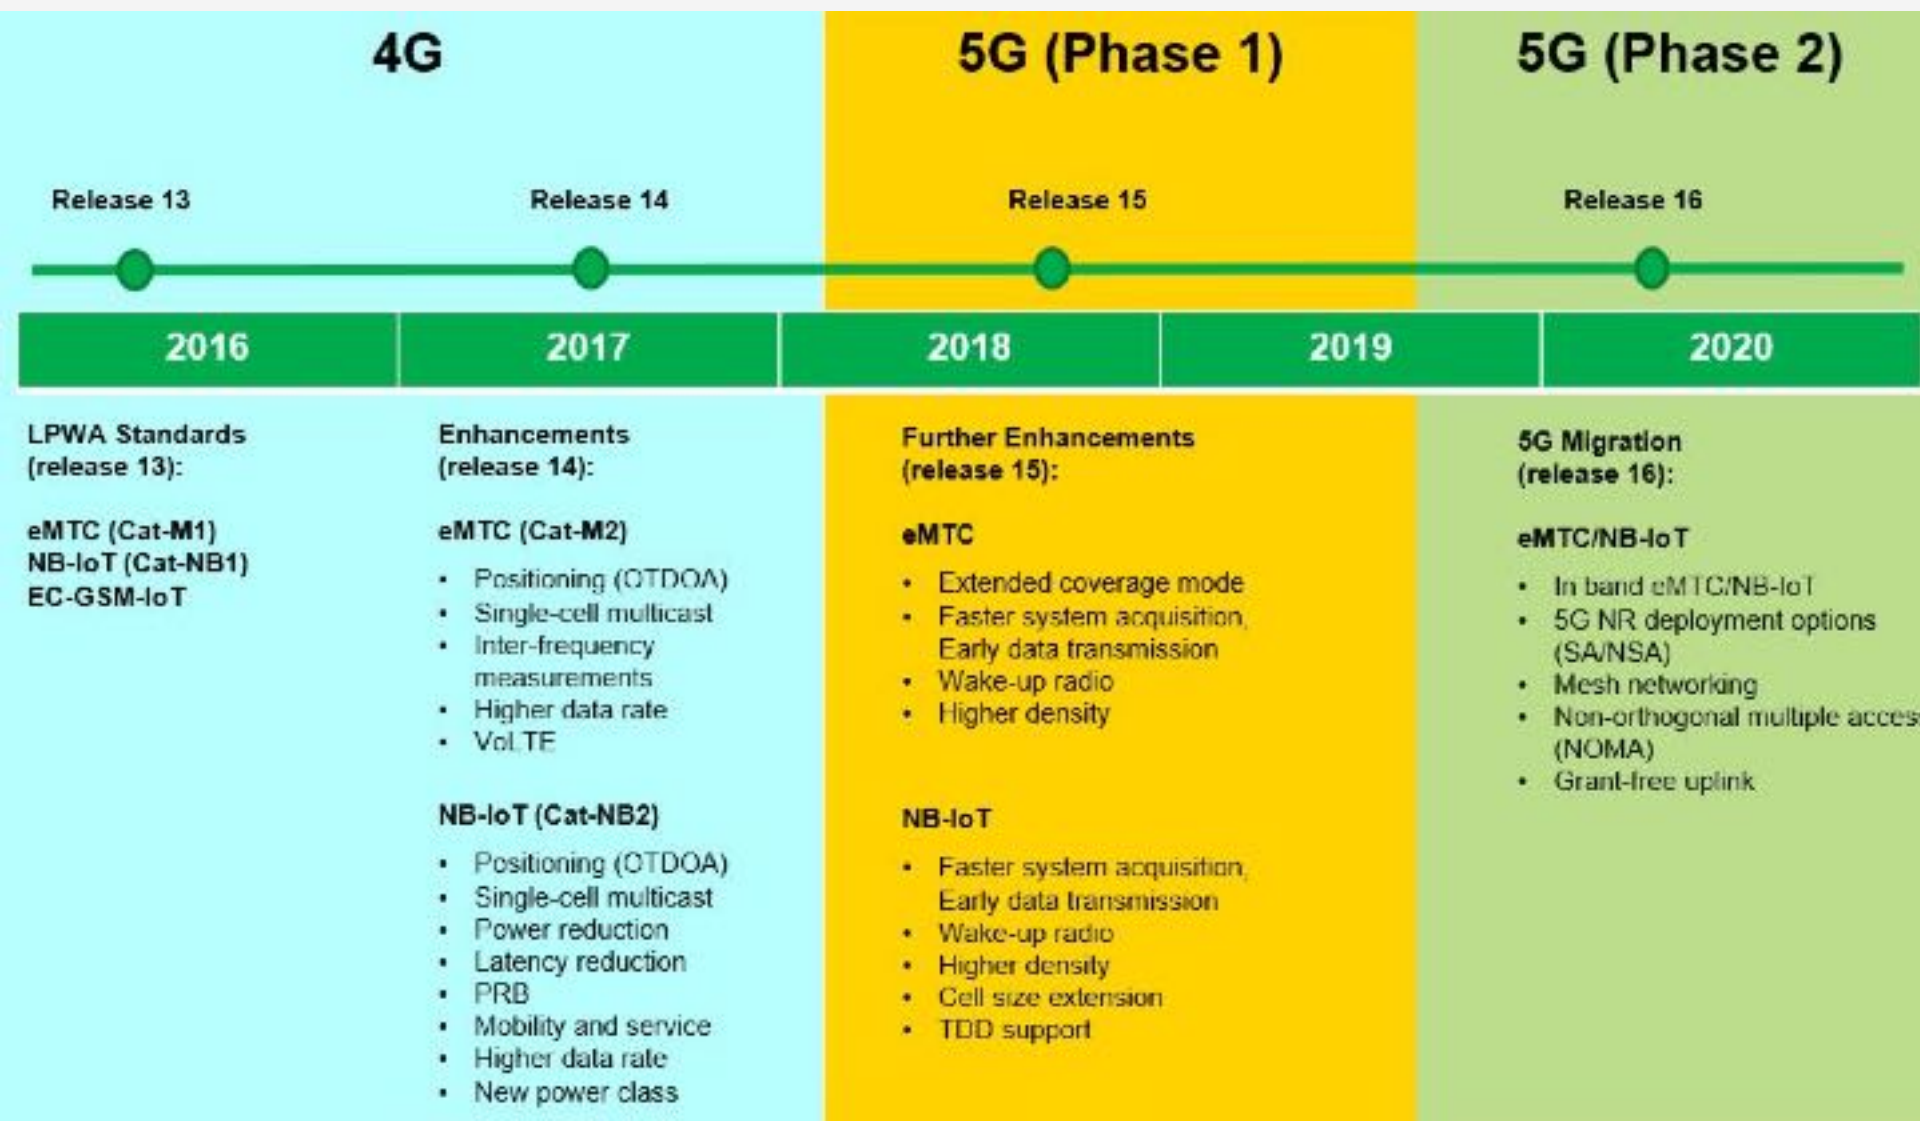 4G
5G (Phase 1)
5G (Phase 2)
Release 13
Release 14
Release 15
Release 16
2016
2017
2018
2019
2020
LPWA Standards
(release 13):
eMTC (Cat-M1)
NB-IoT (Cat-NB1)
EC-GSM-IoT
Enhancements
(release 14):
eMTC (Cat-M2)
• Positioning (OTDOA)
• Single-cell multicast
• Inter-frequency
measurements
• Higher data rate
• VoLTE
NB-IoT (Cat-NB2)
• Positioning (OTDOA)
• Single-cell multicast
• Power reduction
• Latency reduction
• PRB
• Mobility and service
• Higher data rate
• New power class
Further Enhancements
(release 15):
eMTC
• Extended coverage mode
• Faster system acquisition,
Early data transmission
• Wake-up radio
• Higher density
NB-IoT
• Faster system acquisition,
Early data transmission
• Wake-up radio
• Higher density
• Cell size extension
• TDD support
5G Migration
(release 16):
eMTC/NB-IoT
• In band eMTC/NB-IoT
• 5G NR deployment options
(SA/NSA)
• Mesh networking
• Non-orthogonal multiple acces
(NOMA)
• Grant-free uplink